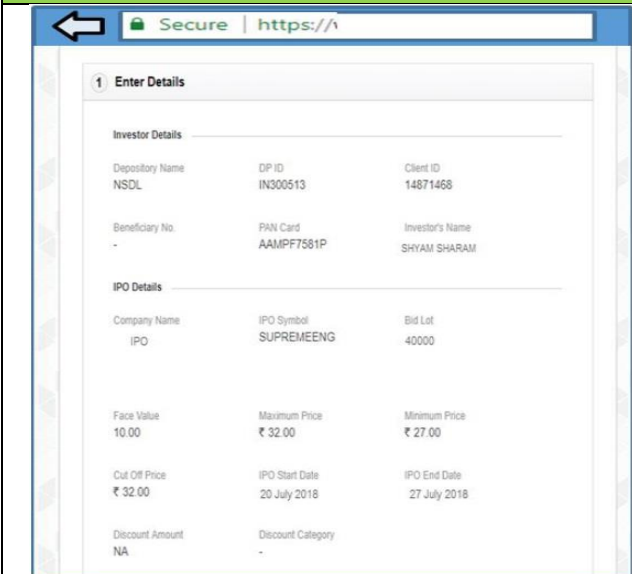 Secure | https://
1 Enter Details
Investor Details
Depository Name DP ID Client ID
NSDL IN300513 14871468
Beneficiary No. PAN Card Investor's Name
- AAMPF7581P SHYAM SHARAM
IPO Details
Company Name IPO Symbol Bid Lot
IPO SUPREMEENG 40000
Face Value Maximum Price Minimum Price
10.00 ₹ 32.00 ₹ 27.00
Cut Off Price IPO Start Date IPO End Date
₹ 32.00 20 July 2018 27 July 2018
Discount Amount Discount Category
NA -